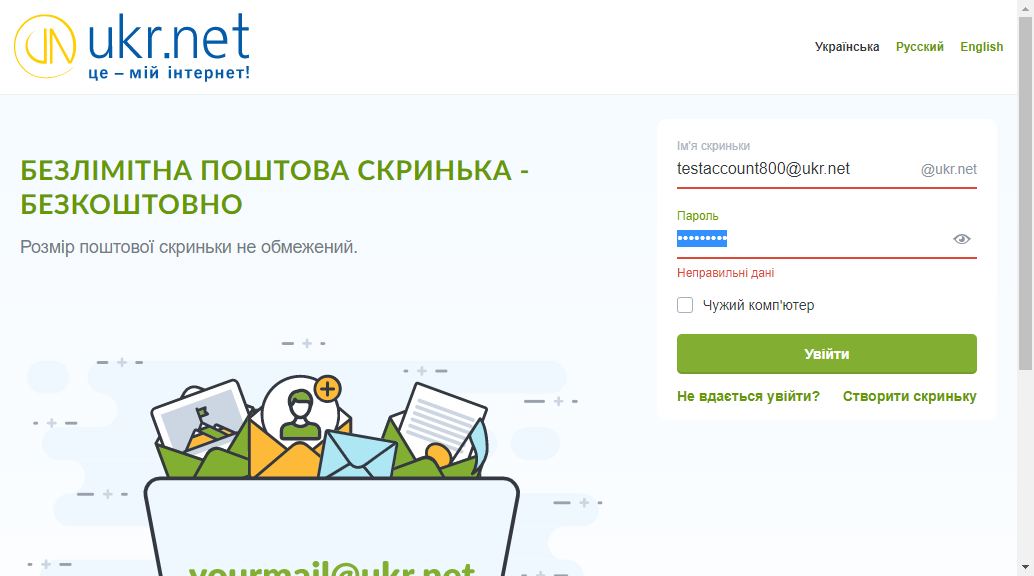 ukr.net
це – мій інтернет!
Українська Русский English
БЕЗЛІМІТНА ПОШТОВА СКРИНЬКА -
БЕЗКОШТОВНО
Розмір поштової скриньки не обмежений.
Ім'я скриньки
testaccount800@ukr.net @ukr.net
Пароль
•••••••••
Неправильні дані
Чужий комп'ютер
Увійти
Не вдається увійти? Створити скриньку
yourmail@ukr.net